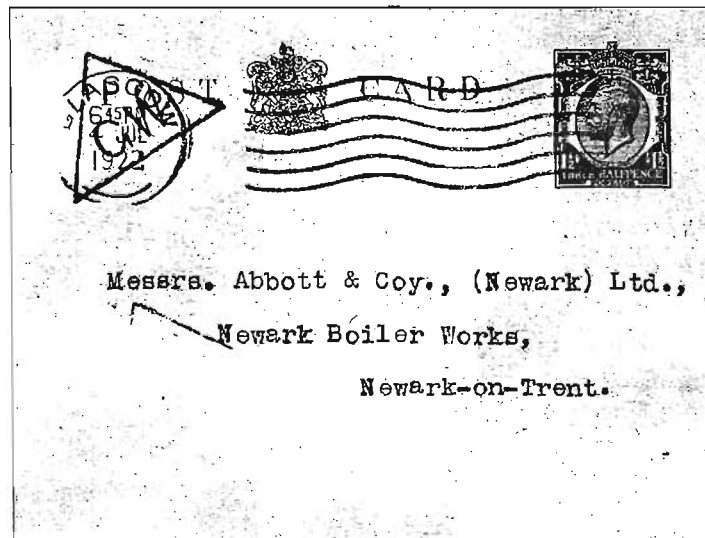 POST CARD
GLASGOW
6 45 PM
JUL
1922
THREE HALFPENCE
Messrs. Abbott & Coy., (Newark) Ltd.,
Newark Boiler Works,
Newark-on-Trent.